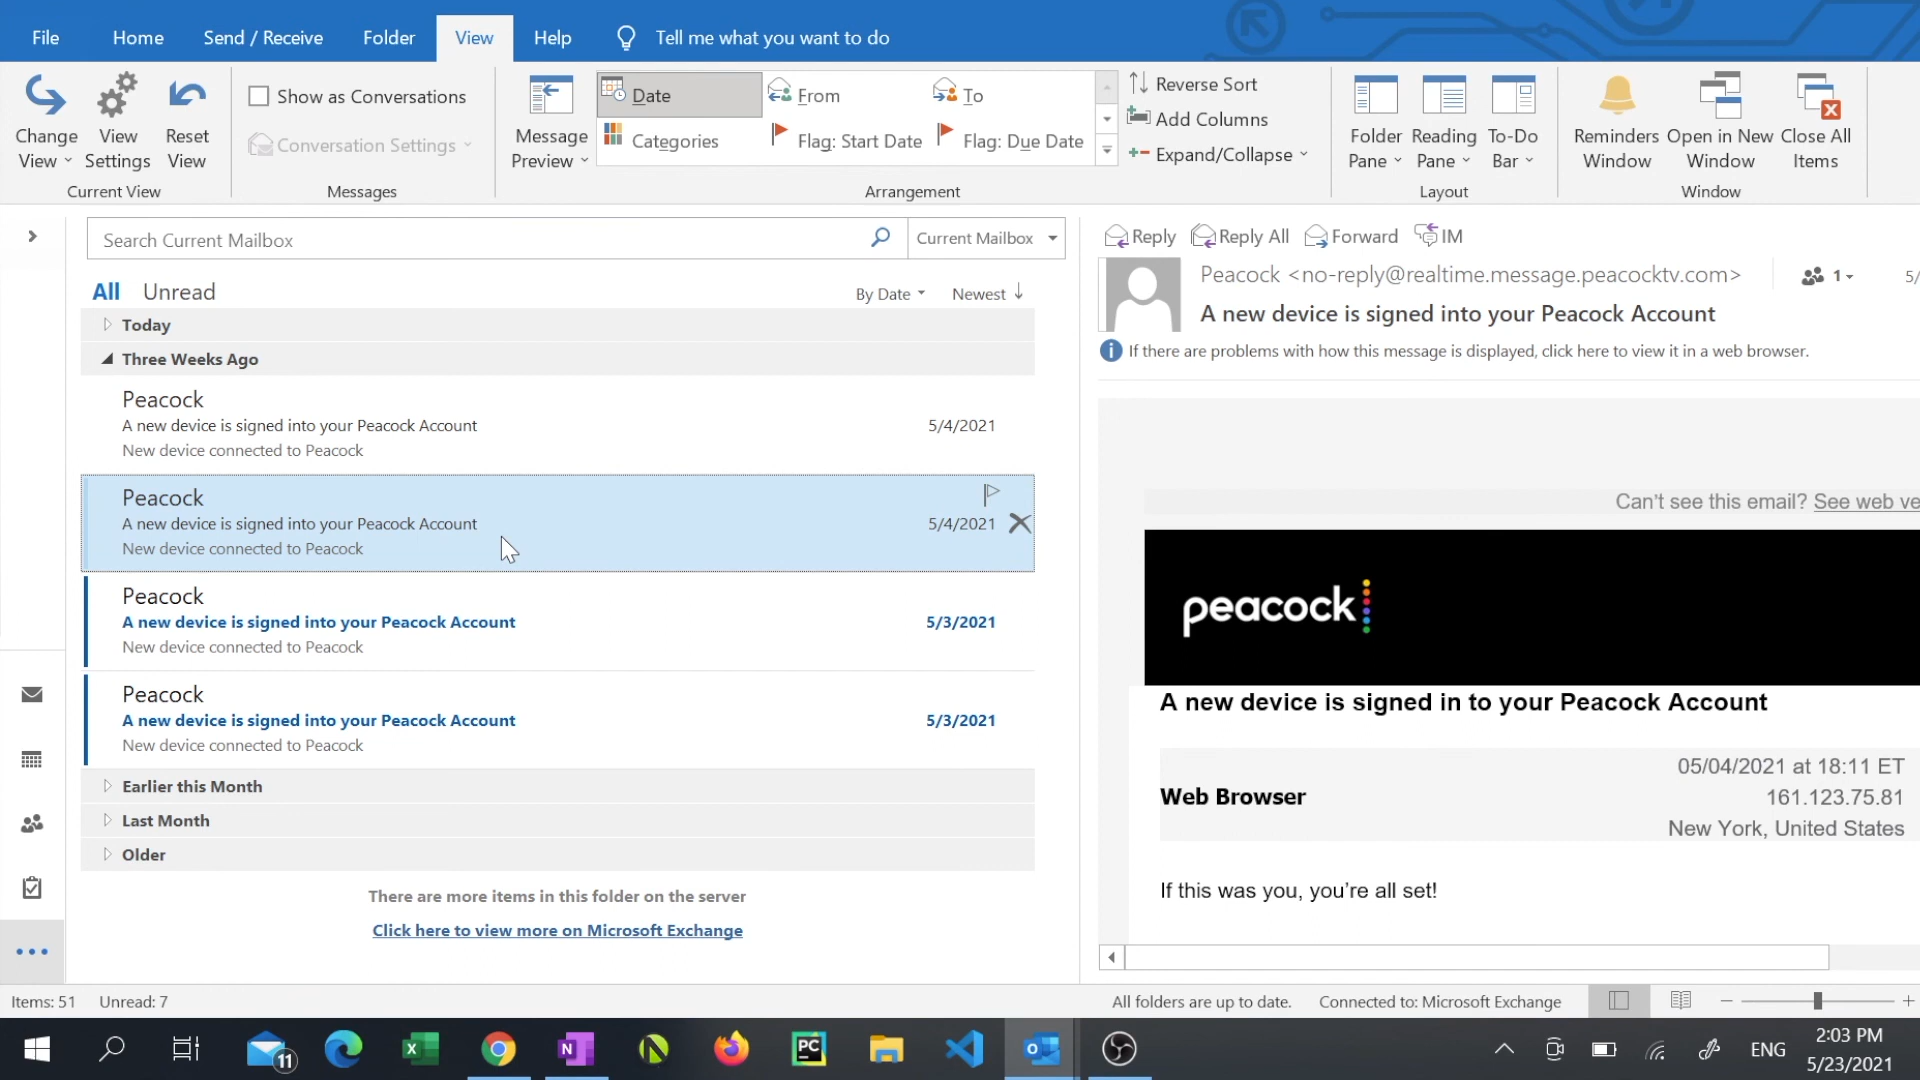 File Home Send / Receive Folder View Help Tell me what you want to do
Change View
View Settings
Reset View
Current View
Show as Conversations
Conversation Settings
Messages
Message Preview
Date From To
Categories Flag: Start Date Flag: Due Date
Reverse Sort
Add Columns
Expand/Collapse
Arrangement
Folder Pane
Reading Pane
To-Do Bar
Layout
Reminders Window
Open in New Window
Close All Items
Window
Search Current Mailbox Current Mailbox
All Unread By Date Newest
Today
Three Weeks Ago
Peacock
A new device is signed into your Peacock Account 5/4/2021
New device connected to Peacock
Peacock
A new device is signed into your Peacock Account 5/4/2021
New device connected to Peacock
Peacock
A new device is signed into your Peacock Account 5/3/2021
New device connected to Peacock
Peacock
A new device is signed into your Peacock Account 5/3/2021
New device connected to Peacock
Earlier this Month
Last Month
Older
There are more items in this folder on the server
Click here to view more on Microsoft Exchange
Reply Reply All Forward IM
Peacock <no-reply@realtime.message.peacocktv.com> 1 5/
A new device is signed into your Peacock Account
If there are problems with how this message is displayed, click here to view it in a web browser.
Can't see this email? See web ve
peacock
A new device is signed in to your Peacock Account
05/04/2021 at 18:11 ET
Web Browser 161.123.75.81
New York, United States
If this was you, you're all set!
Items: 51 Unread: 7 All folders are up to date. Connected to: Microsoft Exchange
11 X N PC O ENG 2:03 PM
5/23/2021